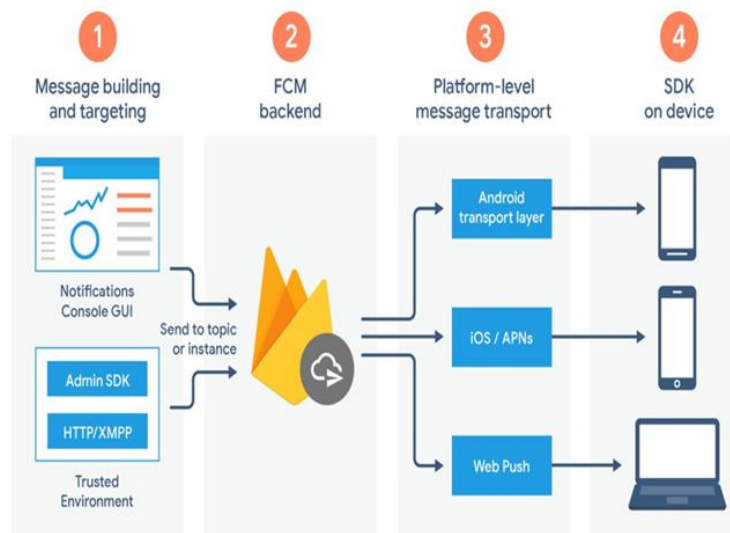 1
Message building
and targeting
2
FCM
backend
3
Platform-level
message transport
4
SDK
on device
Notifications
Console GUI
Send to topic
or instance
Admin SDK
HTTP/XMPP
Trusted
Environment
Android
transport layer
iOS / APNs
Web Push